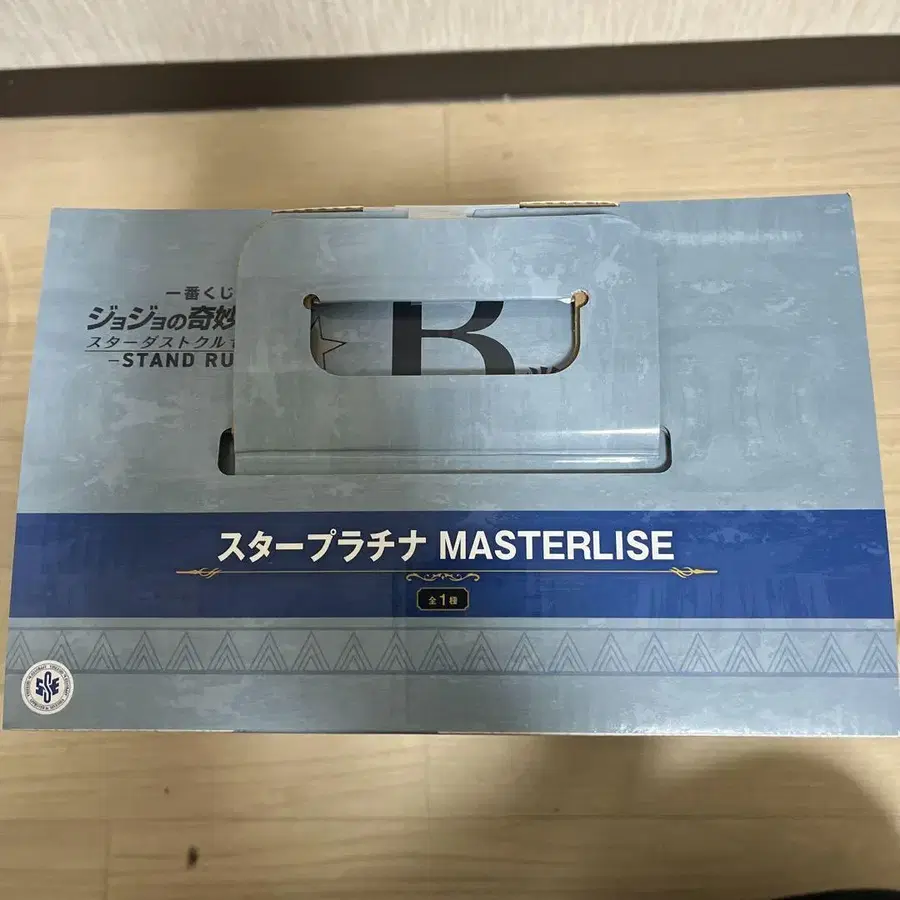 一番くじ
ジョジョの奇妙
スターダストクルセ
−STAND RU
B
スタープラチナ MASTERLISE
全1種